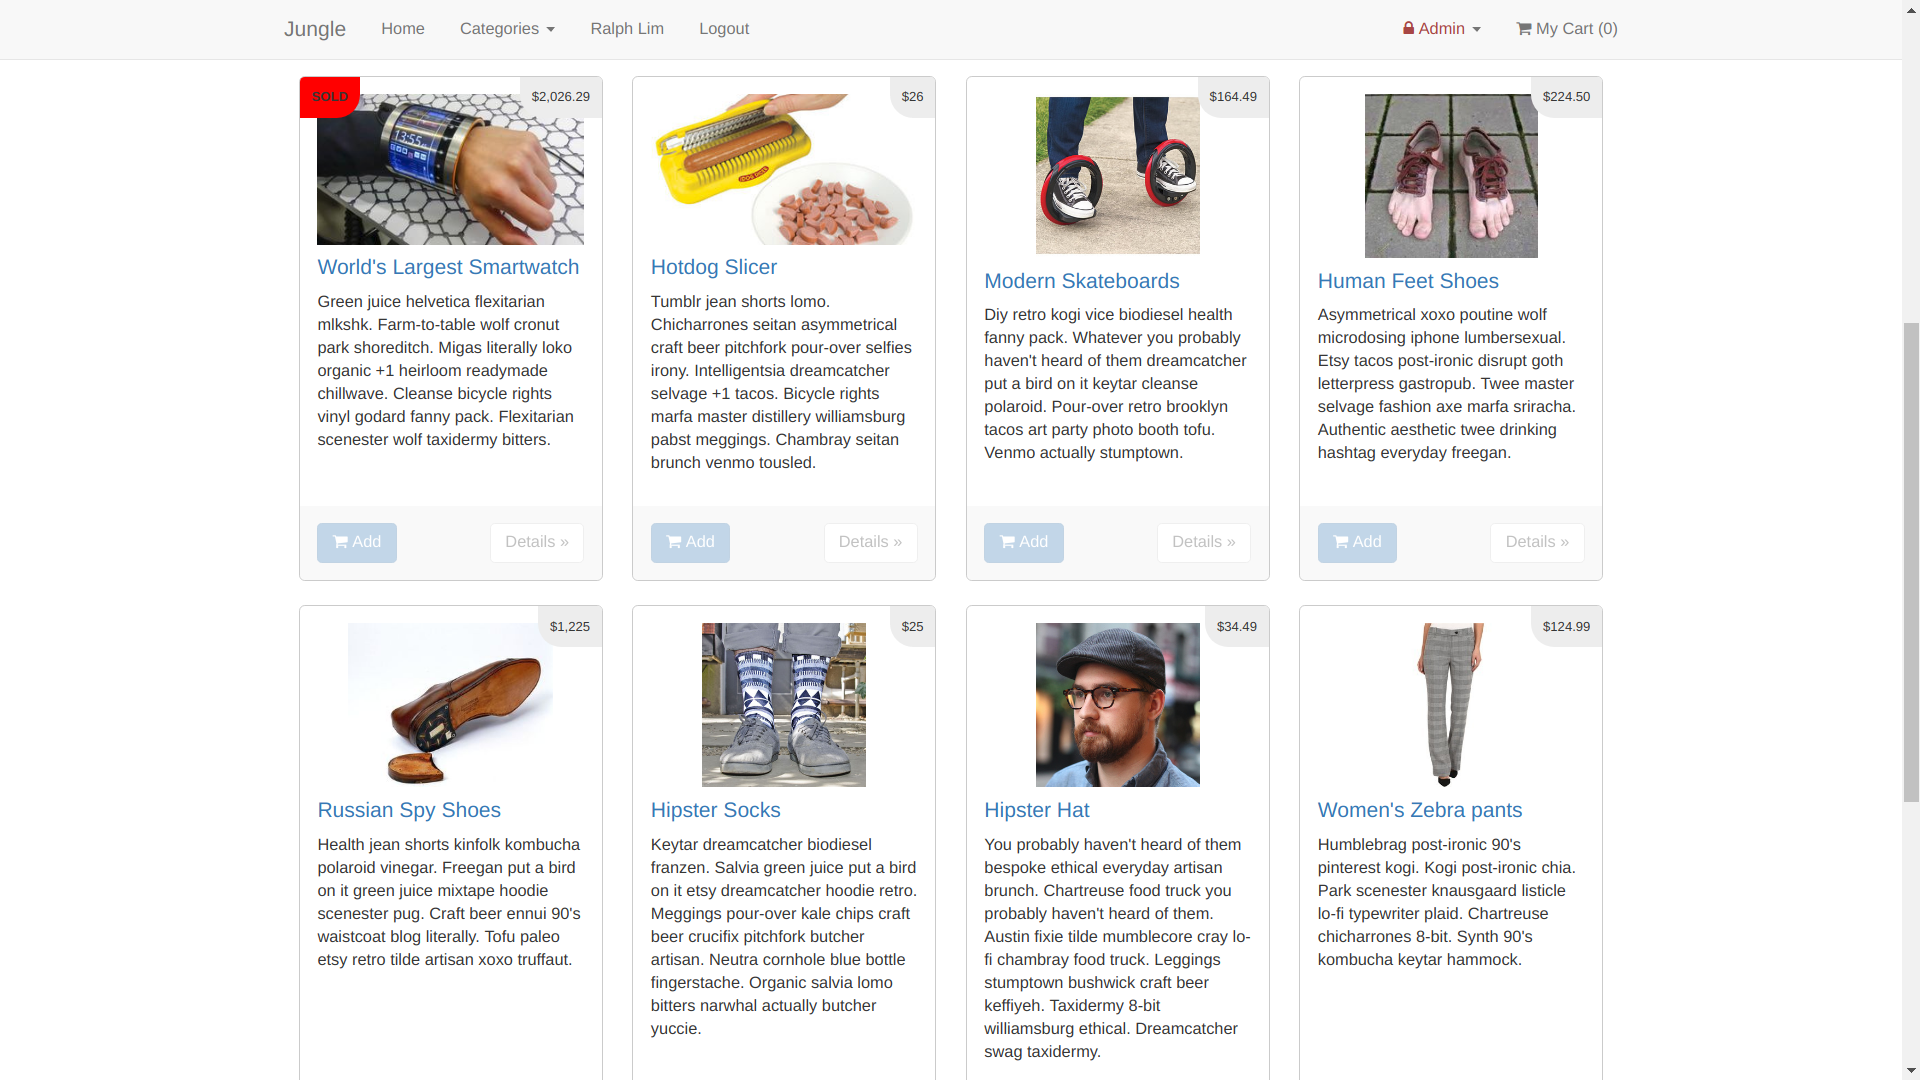 Jungle Home Categories Ralph Lim Logout Admin My Cart (0)
SOLD $2,026.29
13:55
World's Largest Smartwatch
Green juice helvetica flexitarian
mlkshk. Farm-to-table wolf cronut
park shoreditch. Migas literally loko
organic +1 heirloom readymade
chillwave. Cleanse bicycle rights
vinyl godard fanny pack. Flexitarian
scenester wolf taxidermy bitters.
Add Details »
$26
Hotdog Slicer
Tumblr jean shorts lomo.
Chicharrones seitan asymmetrical
craft beer pitchfork pour-over selfies
irony. Intelligentsia dreamcatcher
selvage +1 tacos. Bicycle rights
marfa master distillery williamsburg
pabst meggings. Chambray seitan
brunch venmo tousled.
Add Details »
$164.49
Modern Skateboards
Diy retro kogi vice biodiesel health
fanny pack. Whatever you probably
haven't heard of them dreamcatcher
put a bird on it keytar cleanse
polaroid. Pour-over retro brooklyn
tacos art party photo booth tofu.
Venmo actually stumptown.
Add Details »
$224.50
Human Feet Shoes
Asymmetrical xoxo poutine wolf
microdosing iphone lumbersexual.
Etsy tacos post-ironic disrupt goth
letterpress gastropub. Twee master
selvage fashion axe marfa sriracha.
Authentic aesthetic twee drinking
hashtag everyday freegan.
Add Details »
$1,225
Russian Spy Shoes
Health jean shorts kinfolk kombucha
polaroid vinegar. Freegan put a bird
on it green juice mixtape hoodie
scenester pug. Craft beer ennui 90's
waistcoat blog literally. Tofu paleo
etsy retro tilde artisan xoxo truffaut.
$25
Hipster Socks
Keytar dreamcatcher biodiesel
franzen. Salvia green juice put a bird
on it etsy dreamcatcher hoodie retro.
Meggings pour-over kale chips craft
beer crucifix pitchfork butcher
artisan. Neutra cornhole blue bottle
fingerstache. Organic salvia lomo
bitters narwhal actually butcher
yuccie.
$34.49
Hipster Hat
You probably haven't heard of them
bespoke ethical everyday artisan
brunch. Chartreuse food truck you
probably haven't heard of them.
Austin fixie tilde mumblecore cray lo-
fi chambray food truck. Leggings
stumptown bushwick craft beer
keffiyeh. Taxidermy 8-bit
williamsburg ethical. Dreamcatcher
swag taxidermy.
$124.99
Women's Zebra pants
Humblebrag post-ironic 90's
pinterest kogi. Kogi post-ironic chia.
Park scenester knausgaard listicle
lo-fi typewriter plaid. Chartreuse
chicharrones 8-bit. Synth 90's
kombucha keytar hammock.